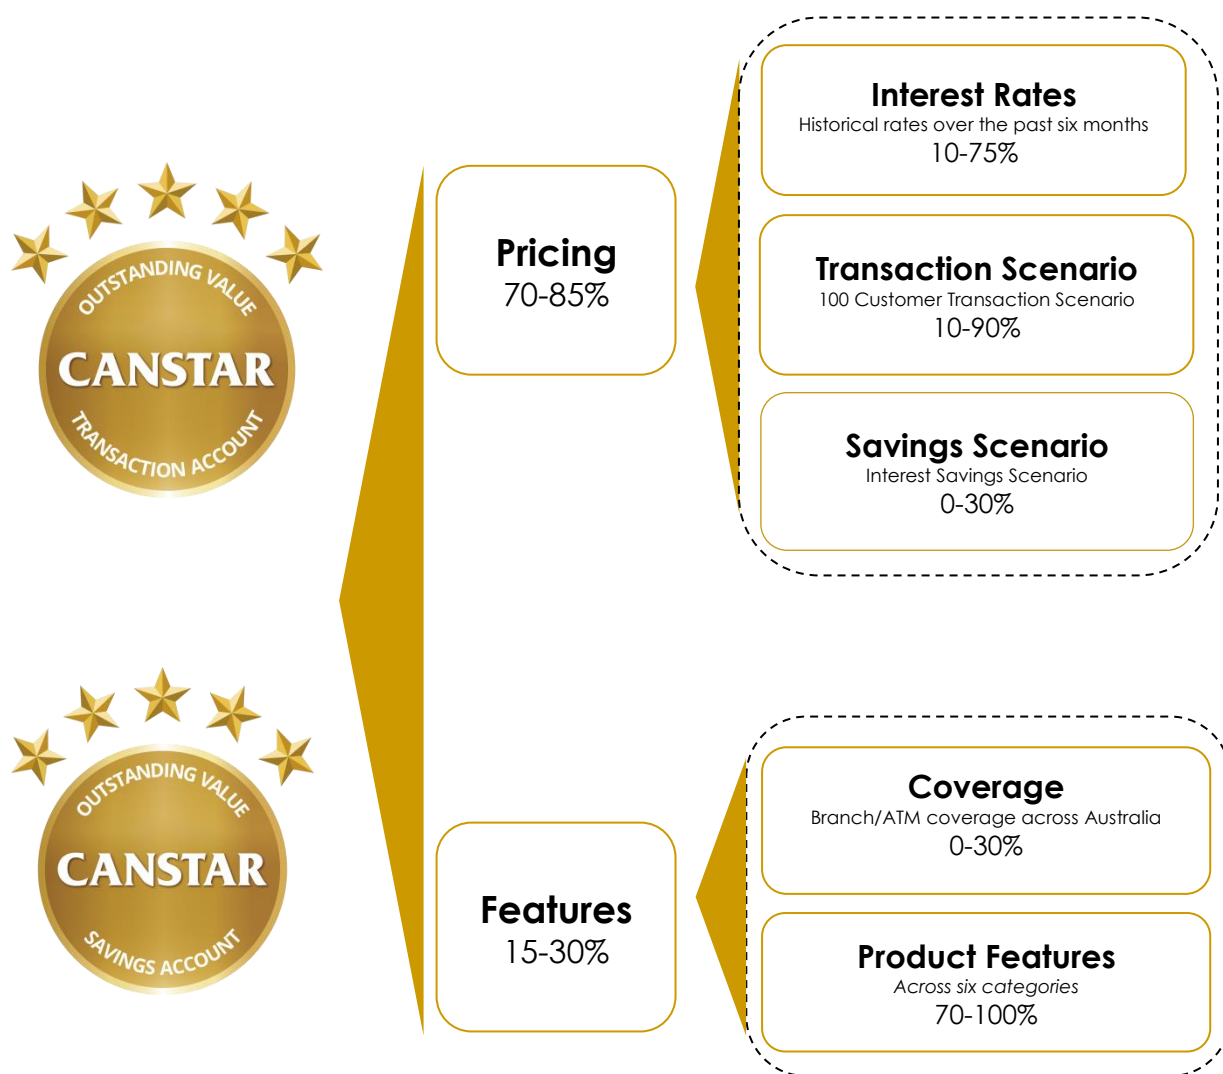 OUTSTANDING VALUE
CANSTAR
TRANSACTION ACCOUNT
OUTSTANDING VALUE
CANSTAR
SAVINGS ACCOUNT
Pricing
70-85%
Features
15-30%
Interest Rates
Historical rates over the past six months
10-75%
Transaction Scenario
100 Customer Transaction Scenario
10-90%
Savings Scenario
Interest Savings Scenario
0-30%
Coverage
Branch/ATM coverage across Australia
0-30%
Product Features
Across six categories
70-100%